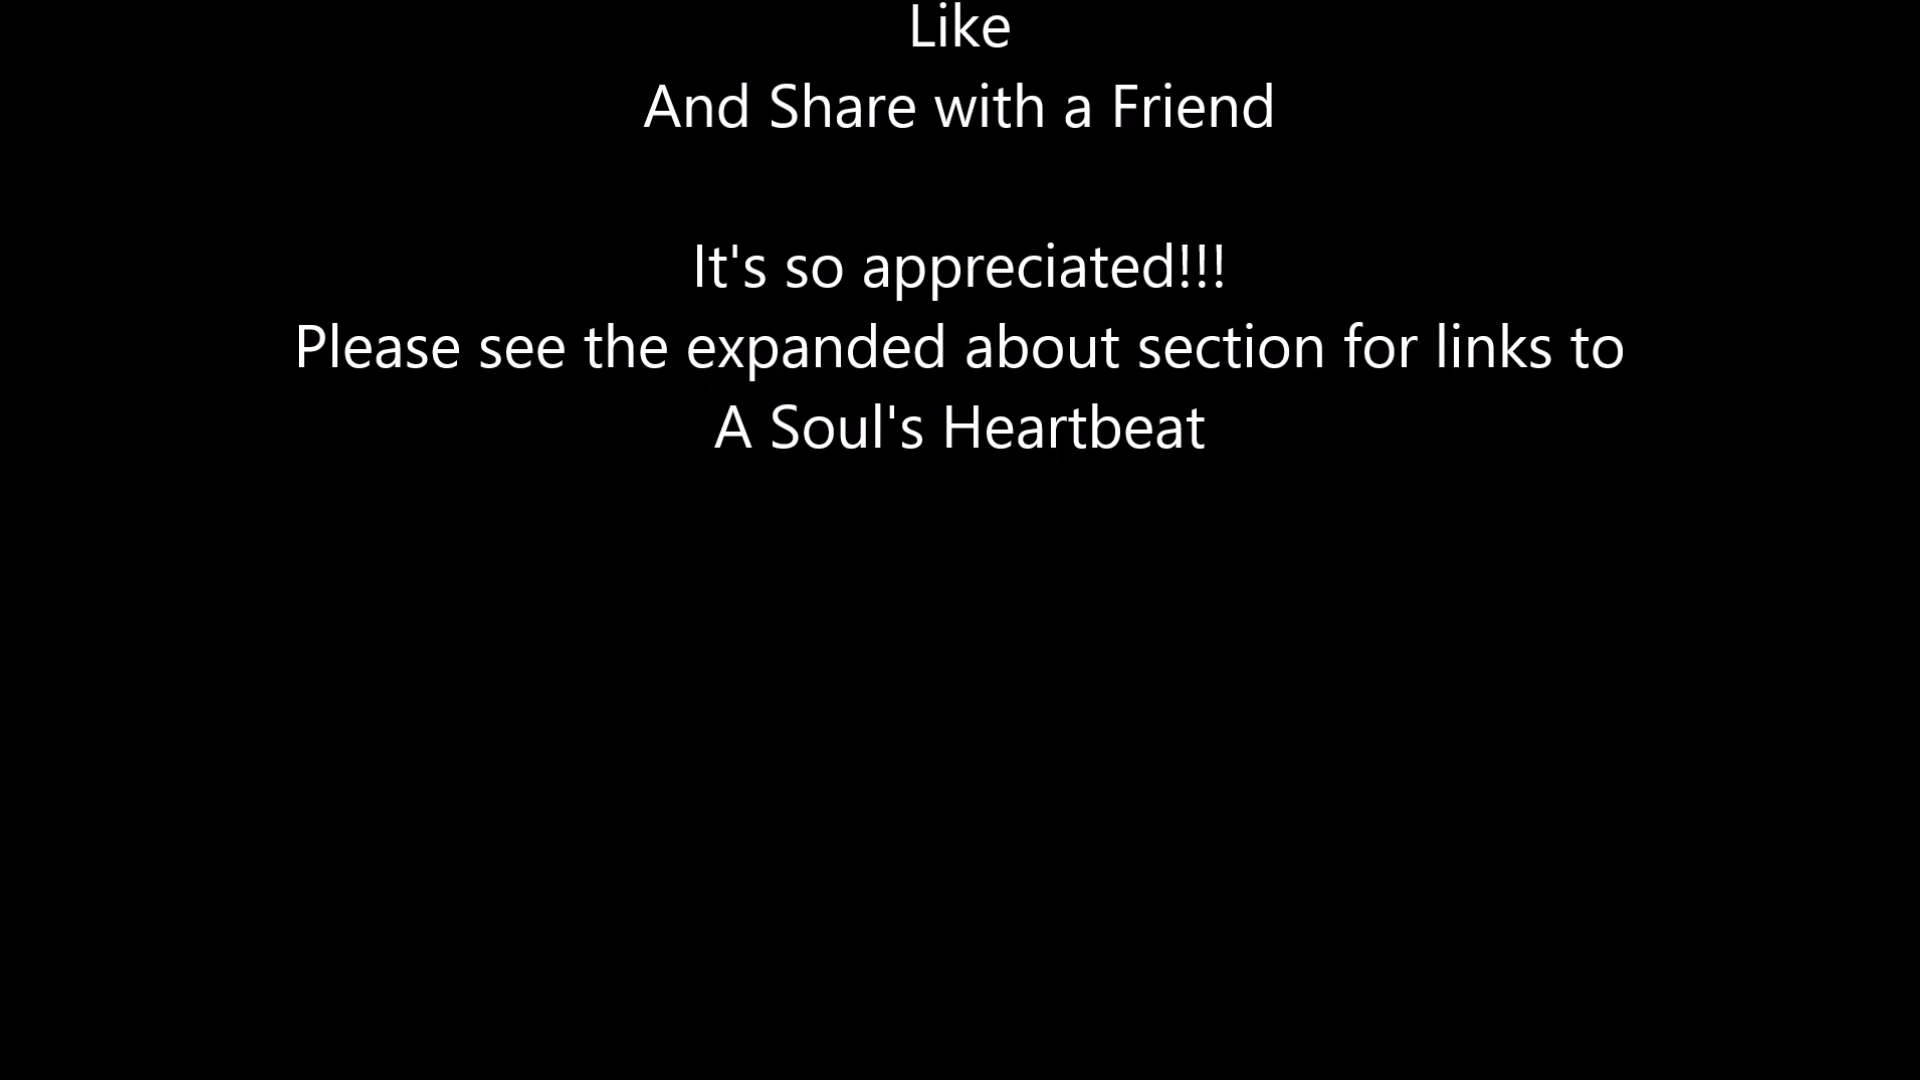 Like
And Share with a Friend
It's so appreciated!!!
Please see the expanded about section for links to
A Soul's Heartbeat